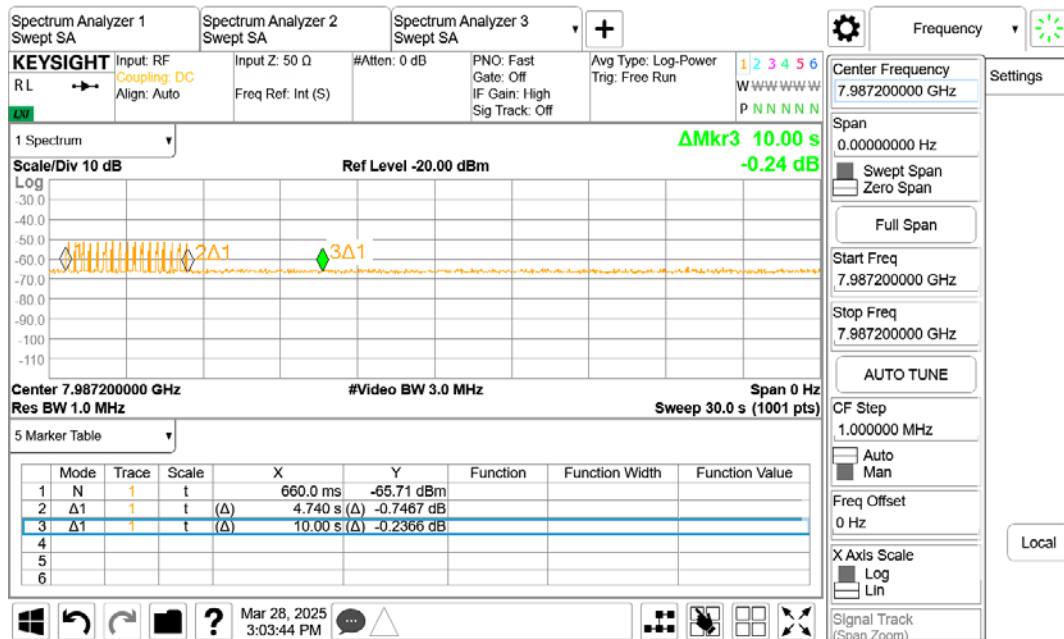 Spectrum Analyzer 1
Swept SA
Spectrum Analyzer 2
Swept SA
Spectrum Analyzer 3
Swept SA
Frequency
KEYSIGHT
R L
LXI
Input: RF
Coupling: DC
Align: Auto
Input Z: 50 Ω
Freq Ref: Int (S)
#Atten: 0 dB
PNO: Fast
Gate: Off
IF Gain: High
Sig Track: Off
Avg Type: Log-Power
Trig: Free Run
1 2 3 4 5 6
W W W W W W
P N N N N N
1 Spectrum
Scale/Div 10 dB
Ref Level -20.00 dBm
ΔMkr3 10.00 s
-0.24 dB
Log
-30.0
-40.0
-50.0
-60.0
-70.0
-80.0
-90.0
-100
-110
1
2Δ1
3Δ1
Center 7.987200000 GHz
#Video BW 3.0 MHz
Span 0 Hz
Res BW 1.0 MHz
Sweep 30.0 s (1001 pts)
5 Marker Table
Mode Trace Scale X Y Function Function Width Function Value
1 N 1 t 660.0 ms -65.71 dBm
2 Δ1 1 t (Δ) 4.740 s (Δ) -0.7467 dB
3 Δ1 1 t (Δ) 10.00 s (Δ) -0.2366 dB
4
5
6
Mar 28, 2025
3:03:44 PM
Center Frequency
7.987200000 GHz
Span
0.00000000 Hz
Swept Span
Zero Span
Full Span
Start Freq
7.987200000 GHz
Stop Freq
7.987200000 GHz
AUTO TUNE
CF Step
1.000000 MHz
Auto
Man
Freq Offset
0 Hz
X Axis Scale
Log
Lin
Signal Track
(Span Zoom)
Settings
Local